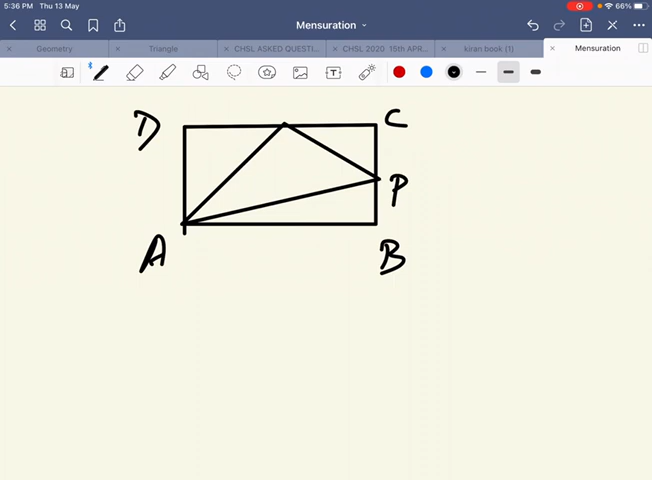 5:36 PM Thu 13 May
66%
Mensuration
Geometry
Triangle
CHSL ASKED QUESTI...
CHSL 2020 15th APR...
kiran book (1)
Mensuration
T
D
C
P
A
B